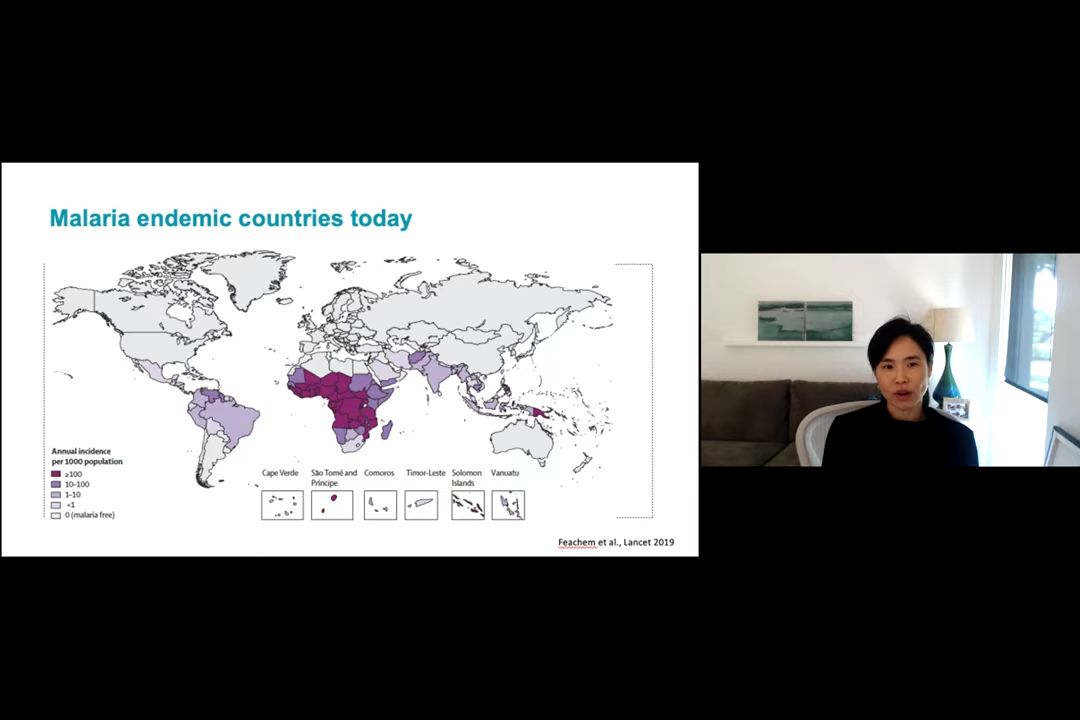 Malaria endemic countries today
Annual incidence
per 1000 population
≥100
10–100
1–10
<1
0 (malaria free)
Cape Verde
São Tomé and
Príncipe
Comoros
Timor-Leste
Solomon
Islands
Vanuatu
Feachem et al., Lancet 2019